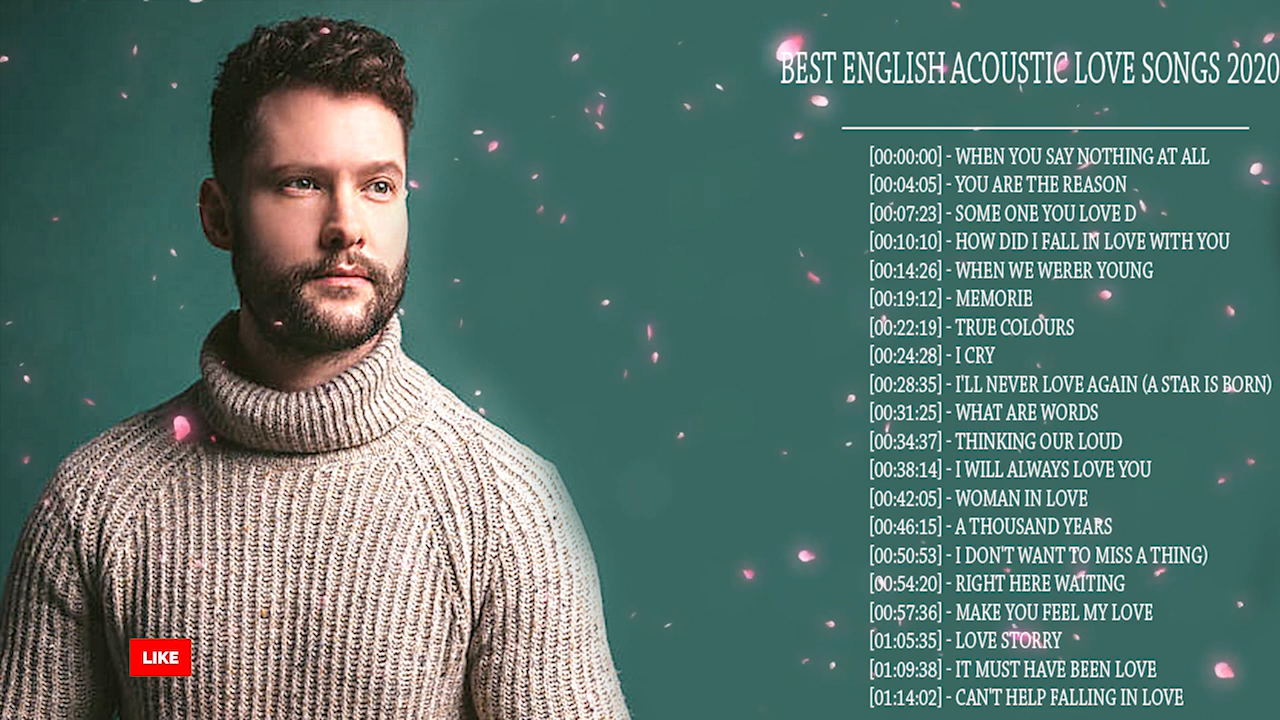 BEST ENGLISH ACOUSTIC LOVE SONGS 2020
[00:00:00] - WHEN YOU SAY NOTHING AT ALL
[00:04:05] - YOU ARE THE REASON
[00:07:23] - SOME ONE YOU LOVE D
[00:10:10] - HOW DID I FALL IN LOVE WITH YOU
[00:14:26] - WHEN WE WERER YOUNG
[00:19:12] - MEMORIE
[00:22:19] - TRUE COLOURS
[00:24:28] - I CRY
[00:28:35] - I'LL NEVER LOVE AGAIN (A STAR IS BORN)
[00:31:25] - WHAT ARE WORDS
[00:34:37] - THINKING OUR LOUD
[00:38:14] - I WILL ALWAYS LOVE YOU
[00:42:05] - WOMAN IN LOVE
[00:46:15] - A THOUSAND YEARS
[00:50:53] - I DON'T WANT TO MISS A THING)
[00:54:20] - RIGHT HERE WAITING
[00:57:36] - MAKE YOU FEEL MY LOVE
[01:05:35] - LOVE STORRY
[01:09:38] - IT MUST HAVE BEEN LOVE
[01:14:02] - CAN'T HELP FALLING IN LOVE
LIKE